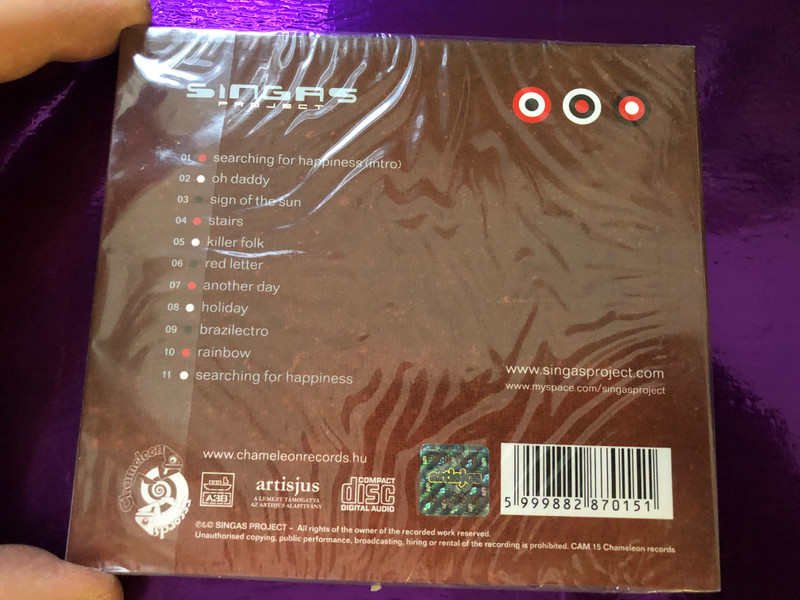 SINGAS
PROJECT
01 searching for happiness (intro)
02 oh daddy
03 sign of the sun
04 stairs
05 killer folk
06 red letter
07 another day
08 holiday
09 brazilectro
10 rainbow
11 searching for happiness
www.singasproject.com
www.myspace.com/singasproject
www.chameleonrecords.hu
Chameleon
records
A38
artisjus
A LEMEZT TÁMOGATTA
AZ ARTISJUS ALAPÍTVÁNY
COMPACT
disc
DIGITAL AUDIO
5 999882 870151
℗&© SINGAS PROJECT - All rights of the owner of the recorded work reserved.
Unauthorised copying, public performance, broadcasting, hiring or rental of the recording is prohibited. CAM 15 Chameleon records